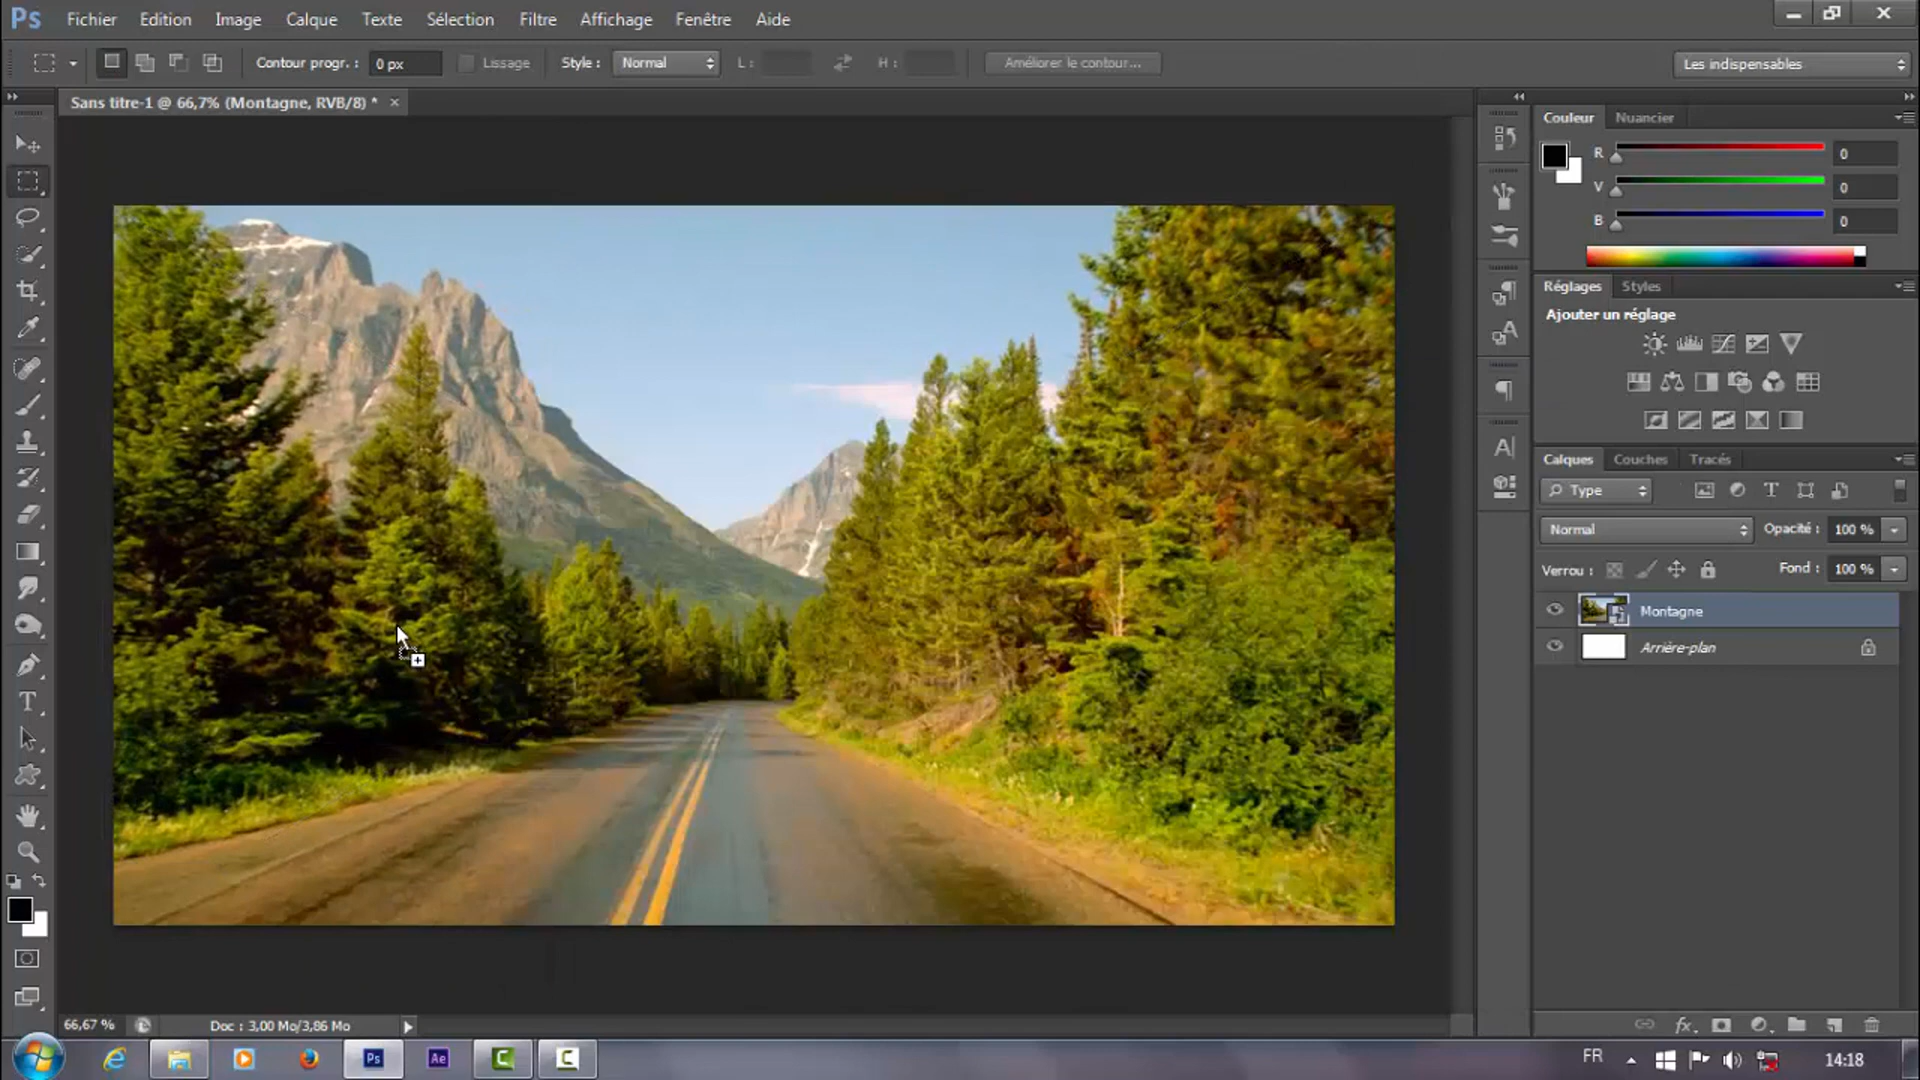 Ps Fichier Edition Image Calque Texte Sélection Filtre Affichage Fenêtre Aide
Contour progr. : 0 px Lissage Style : Normal L : H : Améliorer le contour... Les indispensables
Sans titre-1 @ 66,7% (Montagne, RVB/8) * ×
Couleur Nuancier
R 0
V 0
B 0
Réglages Styles
Ajouter un réglage
Calques Couches Tracés
Type
Normal Opacité : 100 %
Verrou : Fond : 100 %
Montagne
Arrière-plan
66,67 % Doc : 3,00 Mo/3,86 Mo
Ps Ae C C FR 14:18